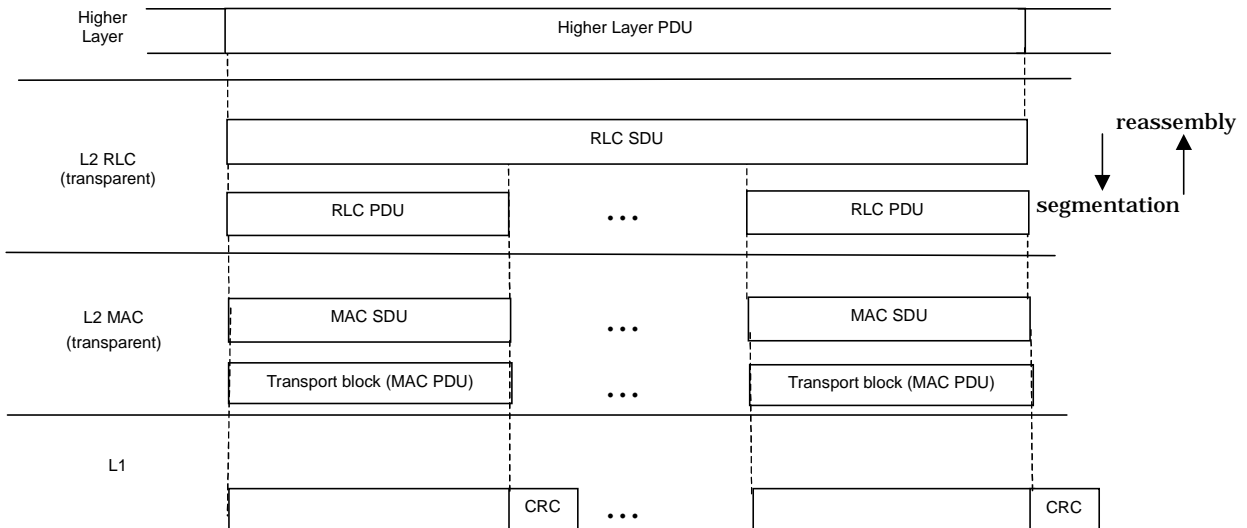 Higher
Layer
Higher Layer PDU
reassembly
RLC SDU
L2 RLC
(transparent)
RLC PDU
...
RLC PDU
segmentation
L2 MAC
(transparent)
MAC SDU
...
MAC SDU
Transport block (MAC PDU)
...
Transport block (MAC PDU)
L1
CRC
...
CRC